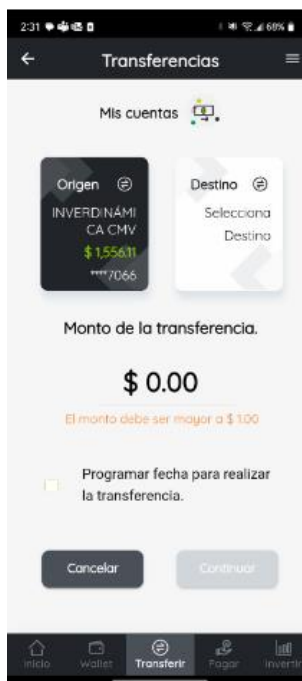 2:31
69%
Transferencias
Mis cuentas
Origen
INVERDINÁMI
CA CMV
$ 1,556.11
****7066
Destino
Selecciona
Destino
Monto de la transferencia.
$ 0.00
El monto debe ser mayor a $ 1.00
Programar fecha para realizar
la transferencia.
Cancelar
Continuar
Inicio
Wallet
Transferir
Pagar
Invertir